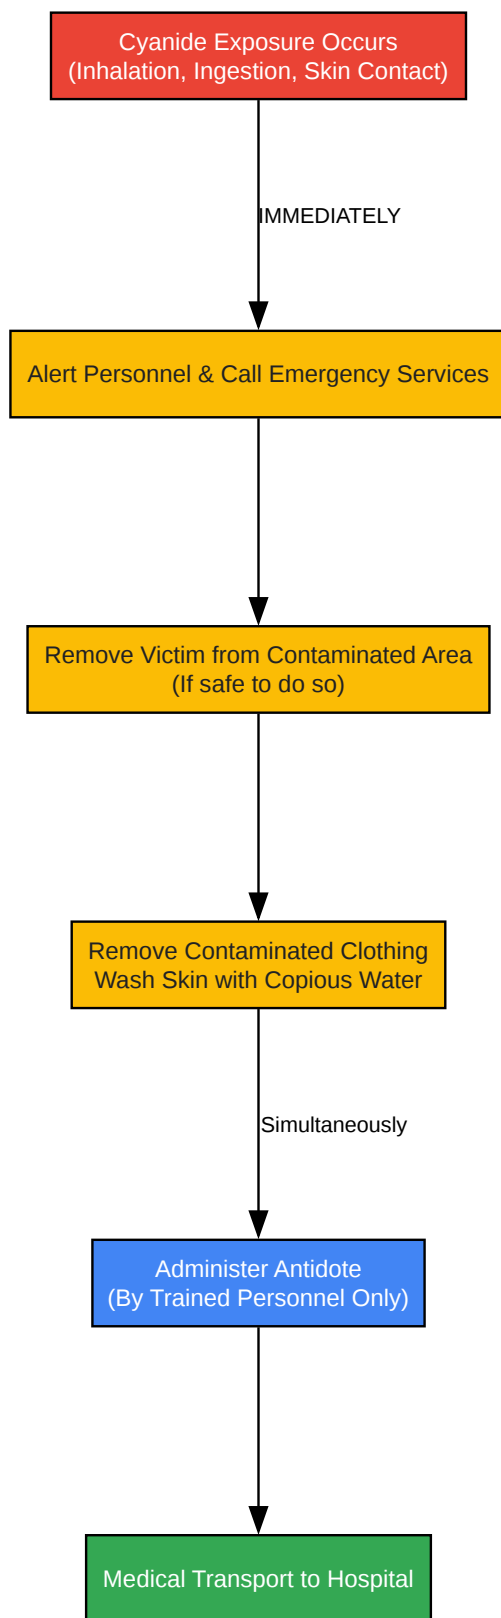 Cyanide Exposure Occurs
(Inhalation, Ingestion, Skin Contact)
IMMEDIATELY
Alert Personnel & Call Emergency Services
Remove Victim from Contaminated Area
(If safe to do so)
Remove Contaminated Clothing
Wash Skin with Copious Water
Simultaneously
Administer Antidote
(By Trained Personnel Only)
Medical Transport to Hospital